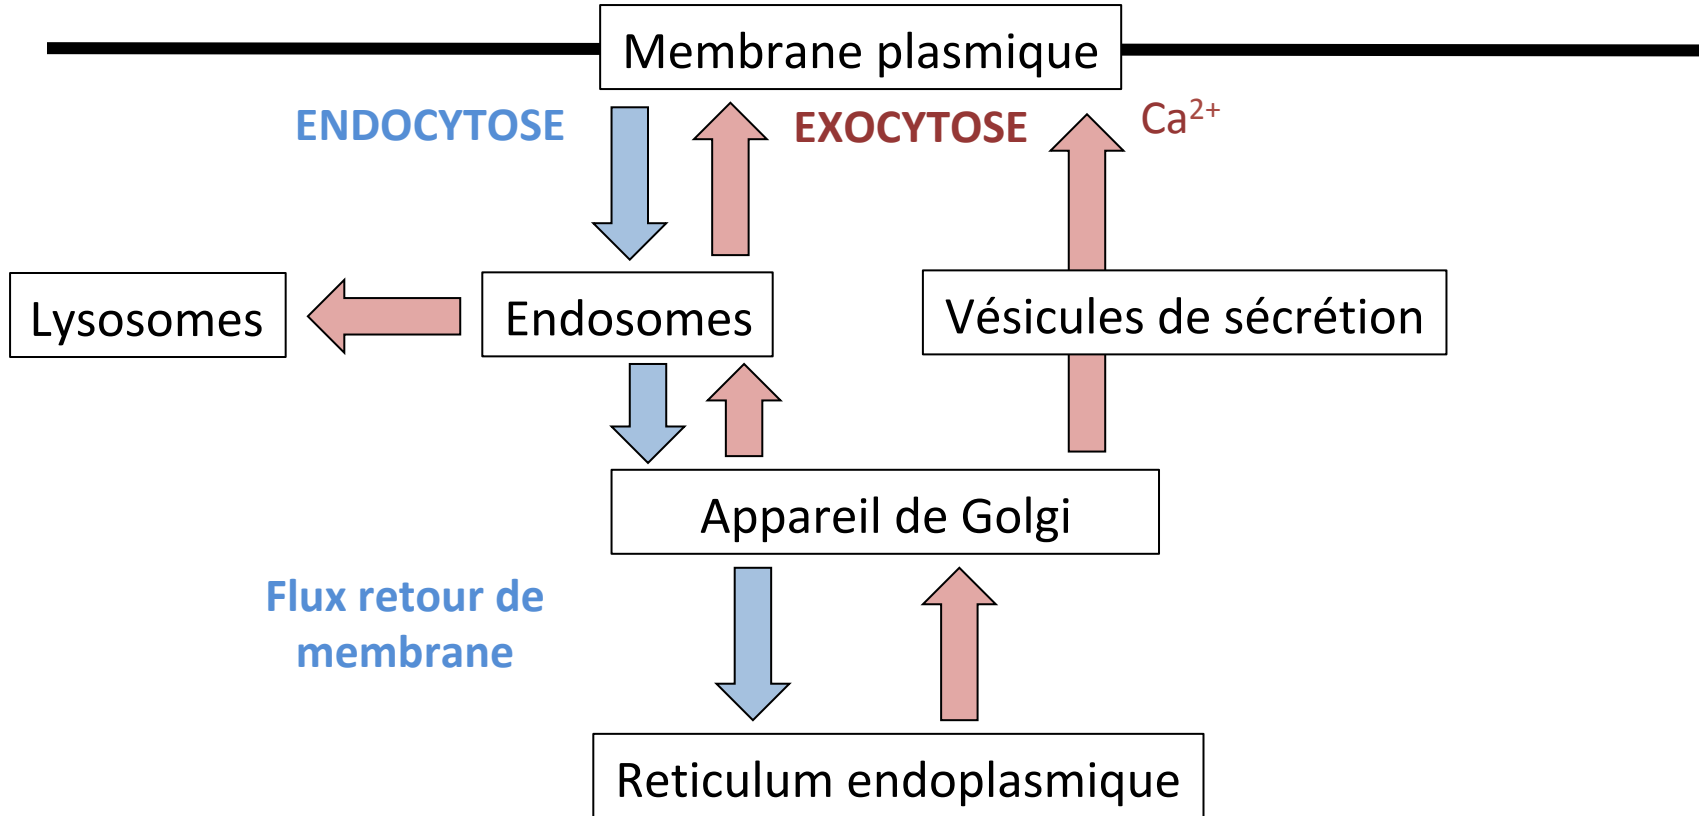 Membrane plasmique
ENDOCYTOSE
EXOCYTOSE
Ca²⁺
Lysosomes
Endosomes
Vésicules de sécrétion
Appareil de Golgi
Flux retour de
membrane
Reticulum endoplasmique